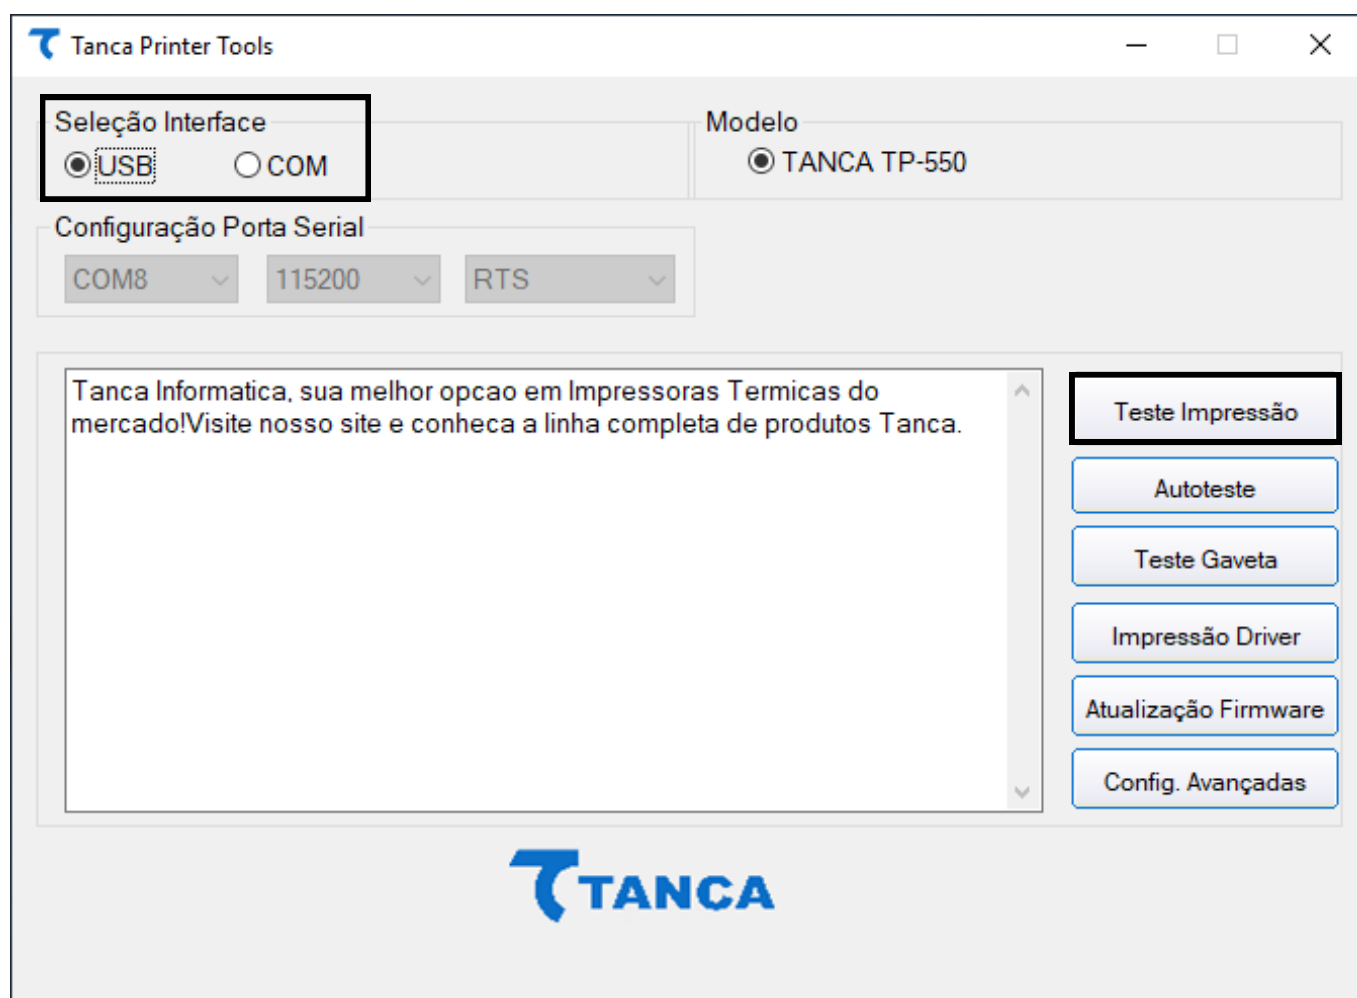 Tanca Printer Tools
Seleção Interface
USB
COM
Modelo
TANCA TP-550
Configuração Porta Serial
COM8
115200
RTS
Tanca Informatica, sua melhor opcao em Impressoras Termicas do
mercado!Visite nosso site e conheca a linha completa de produtos Tanca.
Teste Impressão
Autoteste
Teste Gaveta
Impressão Driver
Atualização Firmware
Config. Avançadas
TANCA